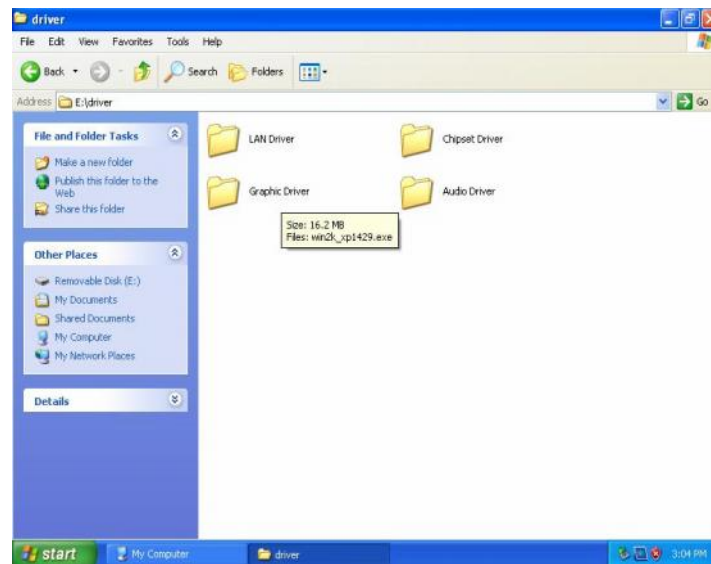 driver
File Edit View Favorites Tools Help
Back Search Folders
Address E:\driver Go
File and Folder Tasks
Make a new folder
Publish this folder to the
Web
Share this folder
Other Places
Removable Disk (E:)
My Documents
Shared Documents
My Computer
My Network Places
Details
LAN Driver Chipset Driver
Graphic Driver Audio Driver
Size: 16.2 MB
Files: win2k_xp1429.exe
start My Computer driver 3:04 PM